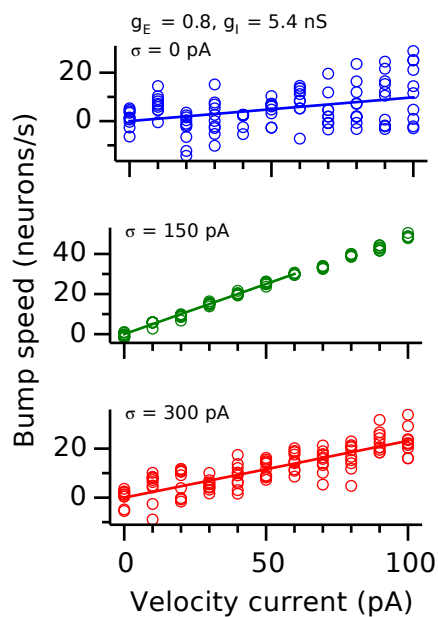 g_E = 0.8, g_I = 5.4 nS
σ = 0 pA
20
0
σ = 150 pA
40
20
0
σ = 300 pA
20
0
0 50 100
Velocity current (pA)
Bump speed (neurons/s)